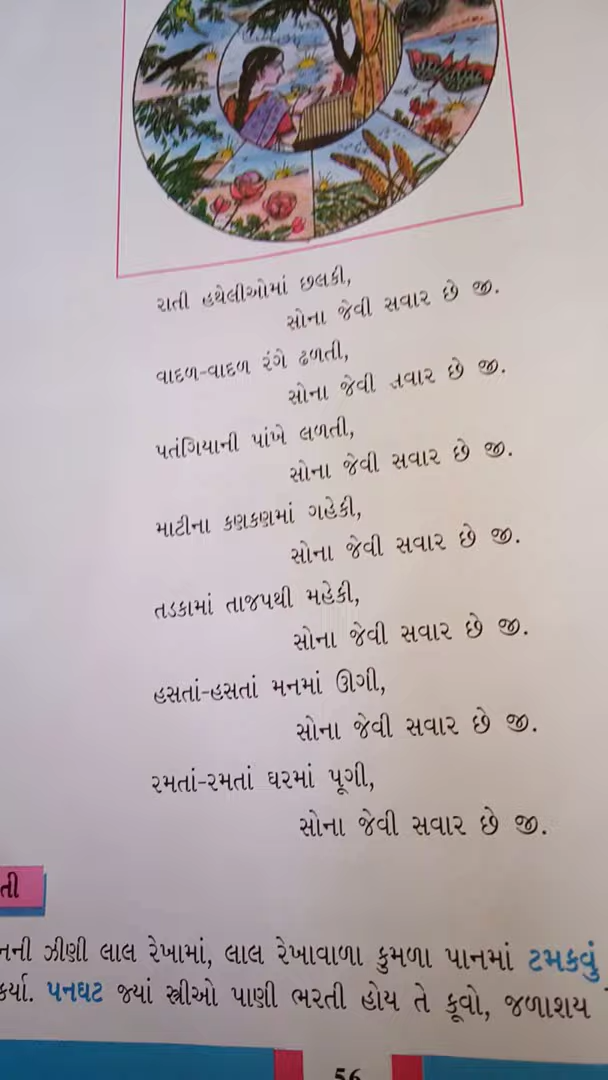 રાતી હથેલીઓમાં છલકી,
સોના જેવી સવાર છે જી.
વાદળ-વાદળ રંગે ઢળતી,
સોના જેવી સવાર છે જી.
પતંગિયાની પાંખે લળતી,
સોના જેવી સવાર છે જી.
માટીના કણકણમાં ગહેકી,
સોના જેવી સવાર છે જી.
તડકામાં તાજપથી મહેકી,
સોના જેવી સવાર છે જી.
હસતાં-હસતાં મનમાં ઊગી,
સોના જેવી સવાર છે જી.
રમતાં-રમતાં ઘરમાં પૂગી,
સોના જેવી સવાર છે જી.
તી
નની ઝીણી લાલ રેખામાં, લાલ રેખાવાળા કુમળા પાનમાં ટમકવું
કર્યા. પનઘટ જ્યાં સ્ત્રીઓ પાણી ભરતી હોય તે કૂવો, જળાશય
56